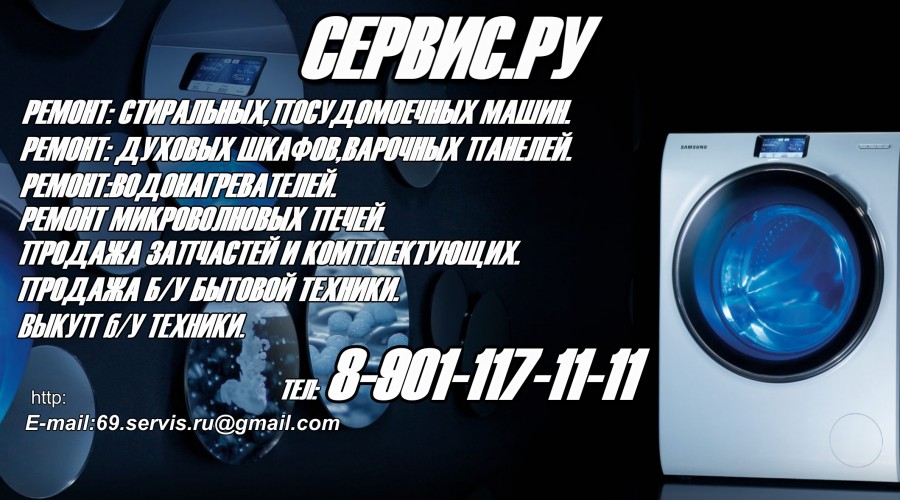 СЕРВИС.РУ
РЕМОНТ: СТИРАЛЬНЫХ,ПОСУДОМОЕЧНЫХ МАШИН.
РЕМОНТ: ДУХОВЫХ ШКАФОВ,ВАРОЧНЫХ ПАНЕЛЕЙ.
РЕМОНТ:ВОДОНАГРЕВАТЕЛЕЙ.
РЕМОНТ МИКРОВОЛНОВЫХ ПЕЧЕЙ.
ПРОДАЖА ЗАПЧАСТЕЙ И КОМПЛЕКТУЮЩИХ.
ПРОДАЖА Б/У БЫТОВОЙ ТЕХНИКИ.
ВЫКУП Б/У ТЕХНИКИ.
ТЕЛ: 8-901-117-11-11
http:
E-mail:69.servis.ru@gmail.com
SAMSUNG